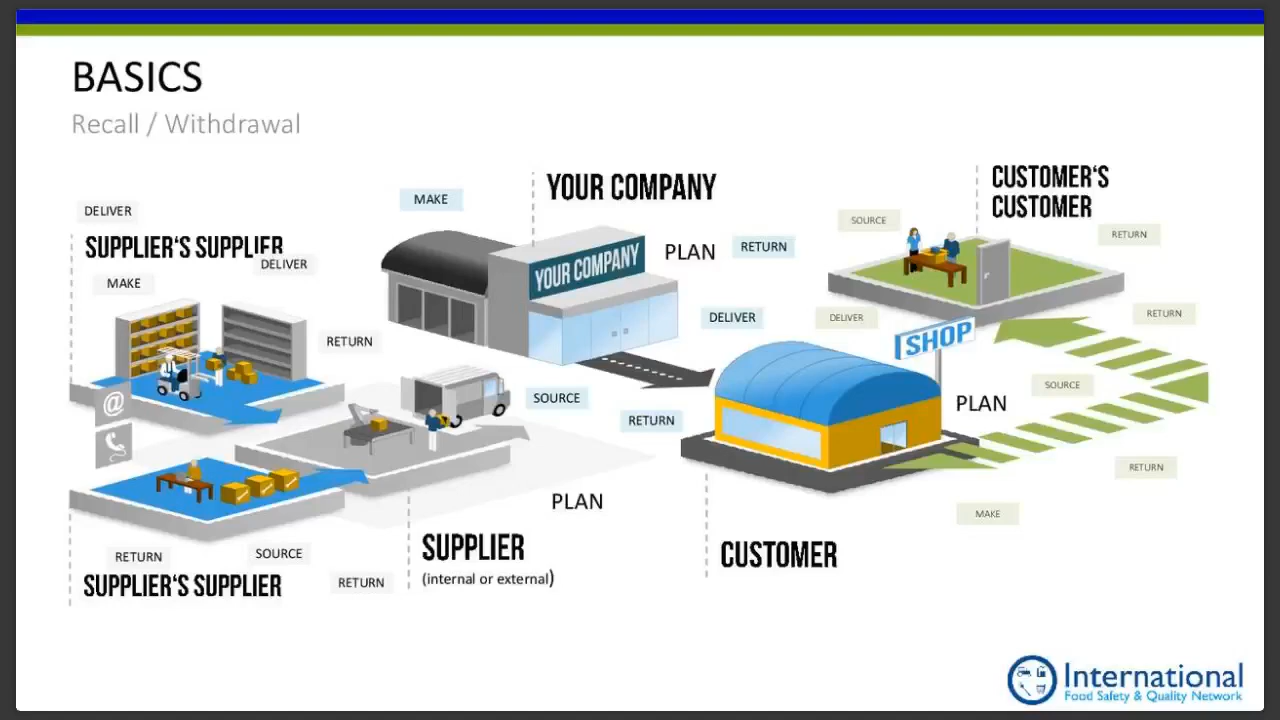 BASICS
Recall / Withdrawal
DELIVER
SUPPLIER'S SUPPLIER
DELIVER
MAKE
RETURN
@
MAKE
YOUR COMPANY
YOUR COMPANY
PLAN
RETURN
DELIVER
SOURCE
RETURN
CUSTOMER'S
CUSTOMER
SOURCE
RETURN
DELIVER
SHOP
RETURN
SOURCE
PLAN
RETURN
MAKE
PLAN
SUPPLIER
(internal or external)
CUSTOMER
RETURN
SOURCE
RETURN
SUPPLIER'S SUPPLIER
International
Food Safety & Quality Network